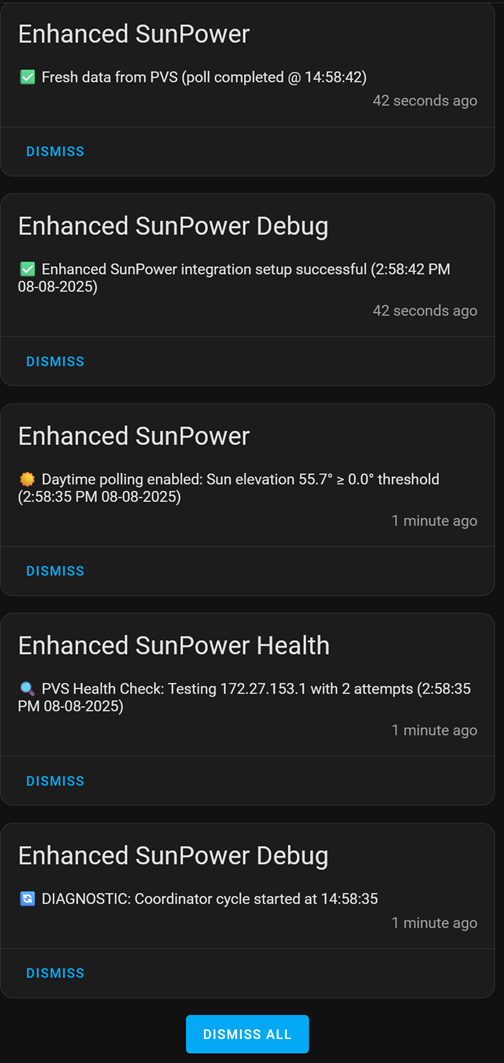 Enhanced SunPower
✅ Fresh data from PVS (poll completed @ 14:58:42)
42 seconds ago
DISMISS
Enhanced SunPower Debug
✅ Enhanced SunPower integration setup successful (2:58:42 PM
08-08-2025)
42 seconds ago
DISMISS
Enhanced SunPower
☀️ Daytime polling enabled: Sun elevation 55.7° ≥ 0.0° threshold
(2:58:35 PM 08-08-2025)
1 minute ago
DISMISS
Enhanced SunPower Health
🔍 PVS Health Check: Testing 172.27.153.1 with 2 attempts (2:58:35
PM 08-08-2025)
1 minute ago
DISMISS
Enhanced SunPower Debug
🔄 DIAGNOSTIC: Coordinator cycle started at 14:58:35
1 minute ago
DISMISS
DISMISS ALL